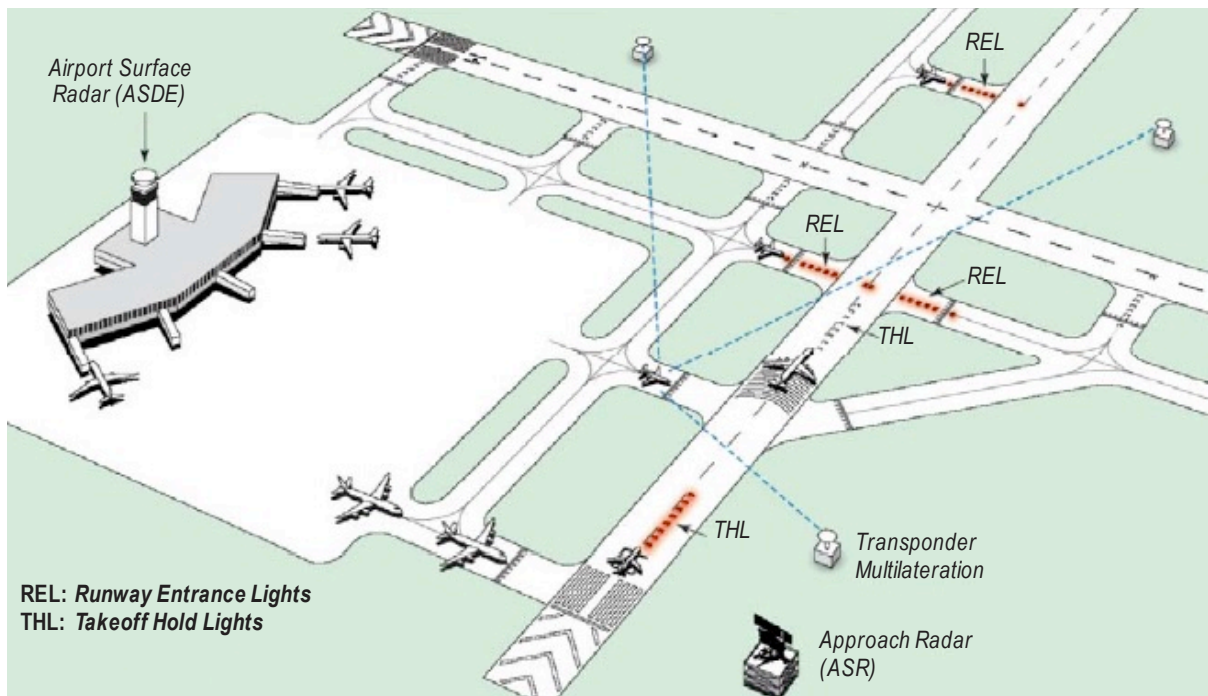 REL
Airport Surface
Radar (ASDE)
REL
REL
THL
THL
Transponder
Multilateration
REL: Runway Entrance Lights
THL: Takeoff Hold Lights
Approach Radar
(ASR)